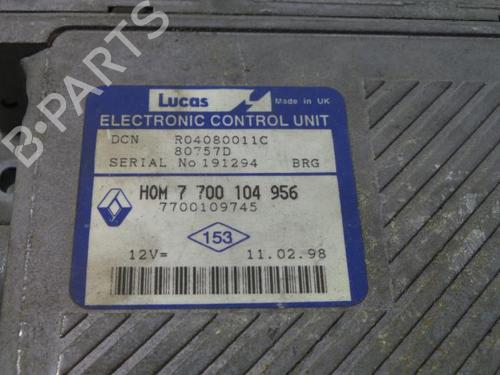 B-PARTS
Lucas Made in UK
ELECTRONIC CONTROL UNIT
DCN R04080011C
80757D
SERIAL No 191294 BRG
HOM 7 700 104 956
7700109745
153
12V= 11.02.98